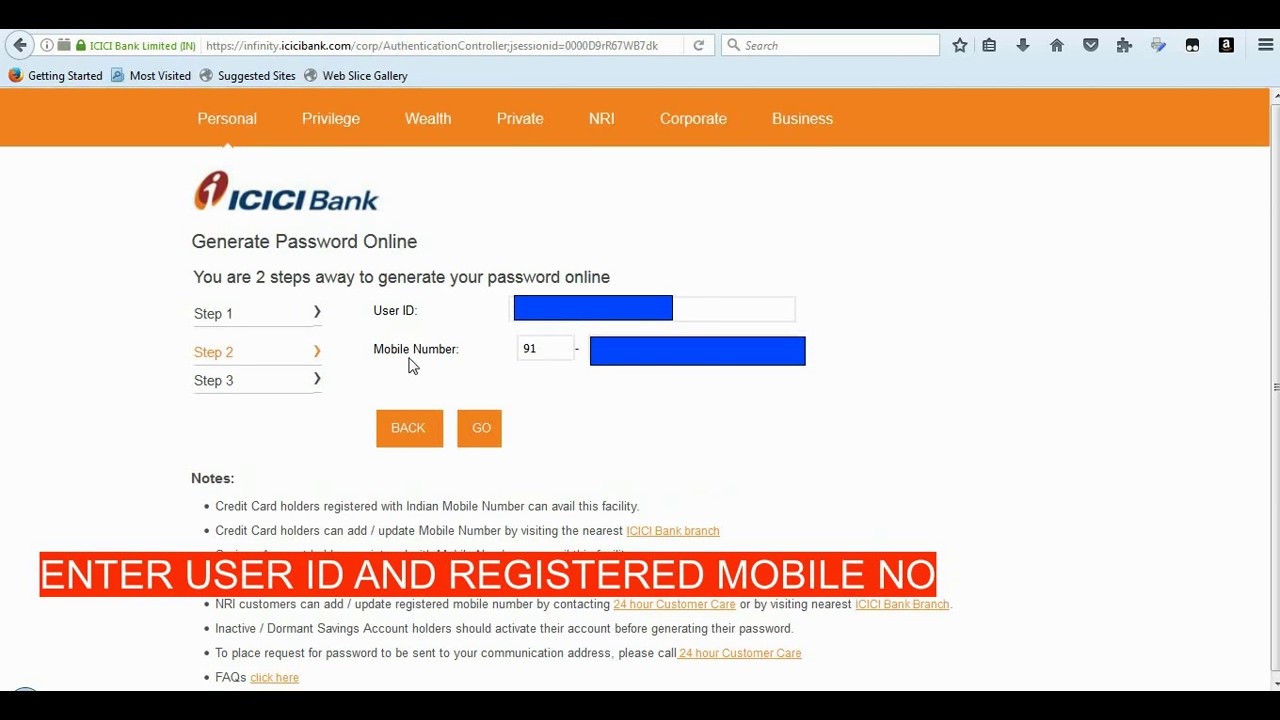 ICICI Bank Limited (IN) https://infinity.icicibank.com/corp/AuthenticationController;jsessionid=0000D9rR67WB7dk Search
Getting Started Most Visited Suggested Sites Web Slice Gallery
Personal Privilege Wealth Private NRI Corporate Business
ICICI Bank
Generate Password Online
You are 2 steps away to generate your password online
Step 1 User ID:
Step 2 Mobile Number: 91 -
Step 3
BACK GO
Notes:
Credit Card holders registered with Indian Mobile Number can avail this facility.
Credit Card holders can add / update Mobile Number by visiting the nearest ICICI Bank branch
ENTER USER ID AND REGISTERED MOBILE NO
NRI customers can add / update registered mobile number by contacting 24 hour Customer Care or by visiting nearest ICICI Bank Branch.
Inactive / Dormant Savings Account holders should activate their account before generating their password.
To place request for password to be sent to your communication address, please call 24 hour Customer Care
FAQs click here